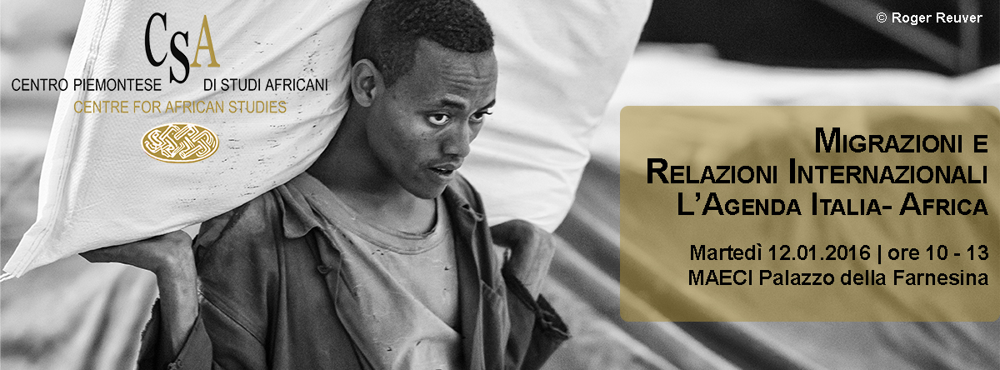 CSA
CENTRO PIEMONTESE DI STUDI AFRICANI
CENTRE FOR AFRICAN STUDIES
© Roger Reuver
MIGRAZIONI E
RELAZIONI INTERNAZIONALI
L'AGENDA ITALIA- AFRICA
Martedì 12.01.2016 | ore 10 - 13
MAECI Palazzo della Farnesina